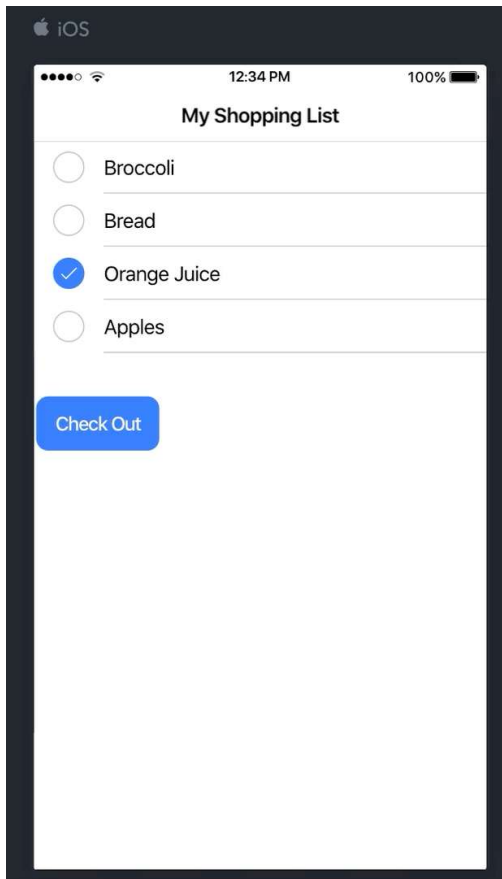 iOS
12:34 PM 100%
My Shopping List
Broccoli
Bread
Orange Juice
Apples
Check Out